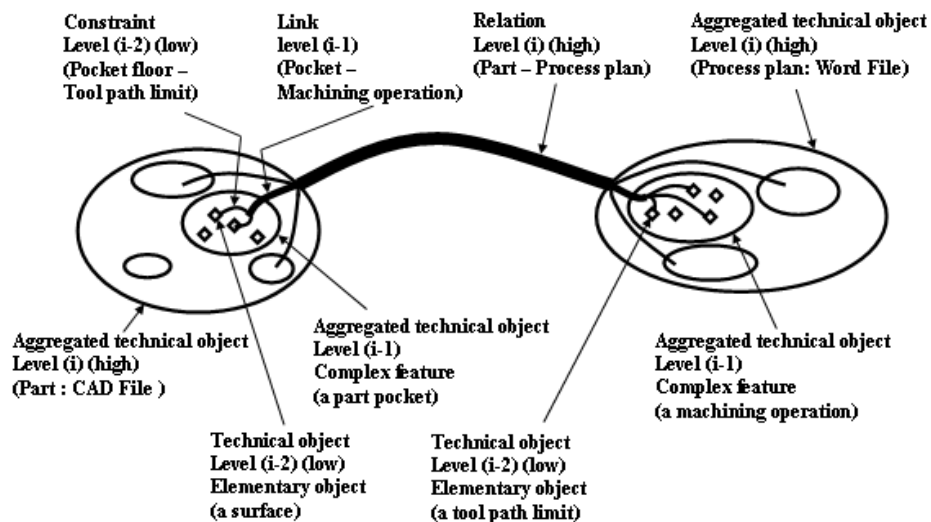 Constraint
Level (i-2) (low)
(Pocket floor –
Tool path limit)
Link
level (i-1)
(Pocket –
Machining operation)
Relation
Level (i) (high)
(Part – Process plan)
Aggregated technical object
Level (i) (high)
(Process plan: Word File)
Aggregated technical object
Level (i) (high)
(Part : CAD File )
Aggregated technical object
Level (i-1)
Complex feature
(a part pocket)
Aggregated technical object
Level (i-1)
Complex feature
(a machining operation)
Technical object
Level (i-2) (low)
Elementary object
(a surface)
Technical object
Level (i-2) (low)
Elementary object
(a tool path limit)